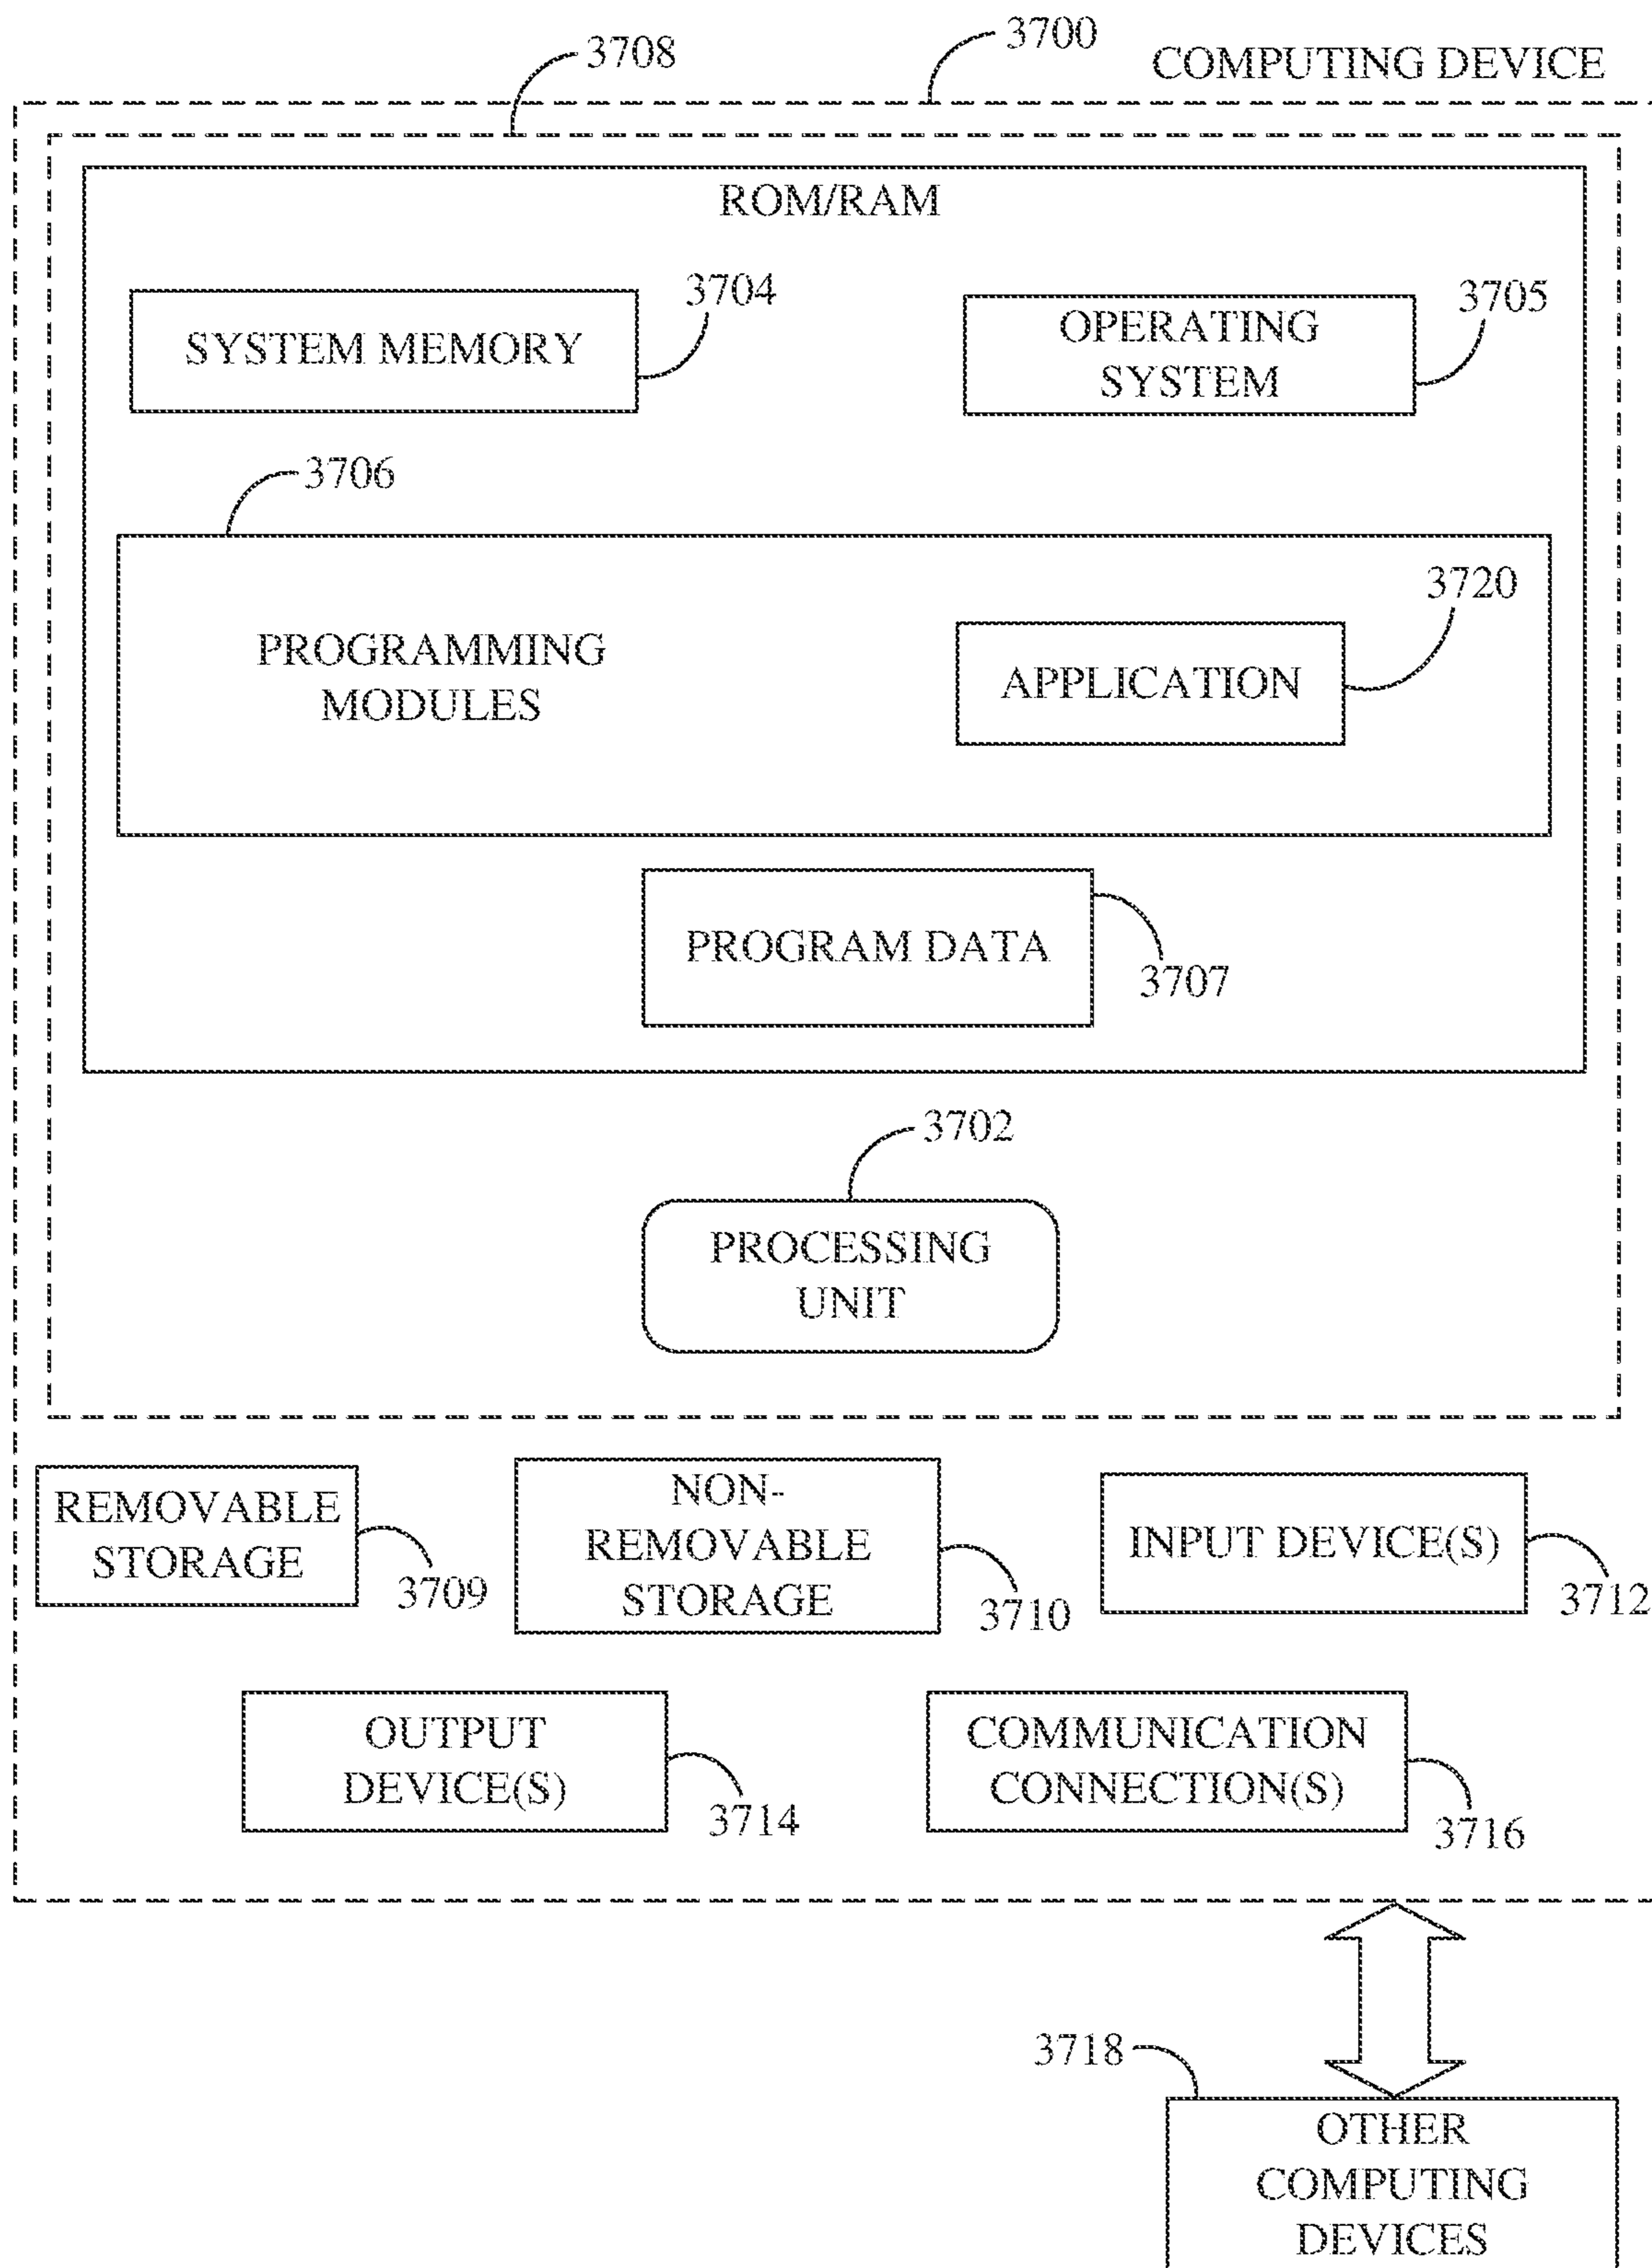 3708
3700
COMPUTING DEVICE
ROM/RAM
3704
3705
SYSTEM MEMORY
OPERATING
SYSTEM
3706
3720
PROGRAMMING
MODULES
APPLICATION
PROGRAM DATA
3707
3702
PROCESSING
UNIT
REMOVABLE
STORAGE
3709
NON-
REMOVABLE
STORAGE
3710
INPUT DEVICE(S)
3712
OUTPUT
DEVICE(S)
3714
COMMUNICATION
CONNECTION(S)
3716
3718
OTHER
COMPUTING
DEVICES